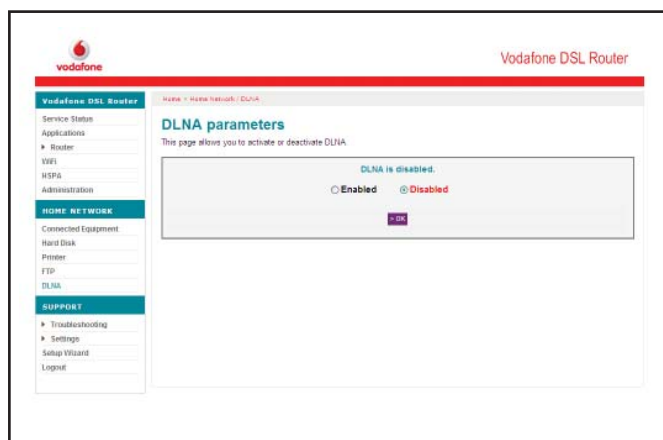 vodafone
Vodafone DSL Router
Vodafone DSL Router
Service Status
Applications
Router
WiFi
HSPA
Administration
HOME NETWORK
Connected Equipment
Hard Disk
Printer
FTP
DLNA
SUPPORT
Troubleshooting
Settings
Setup Wizard
Logout
Home > Home Network / DLNA
DLNA parameters
This page allows you to activate or deactivate DLNA
DLNA is disabled.
Enabled Disabled
> OK